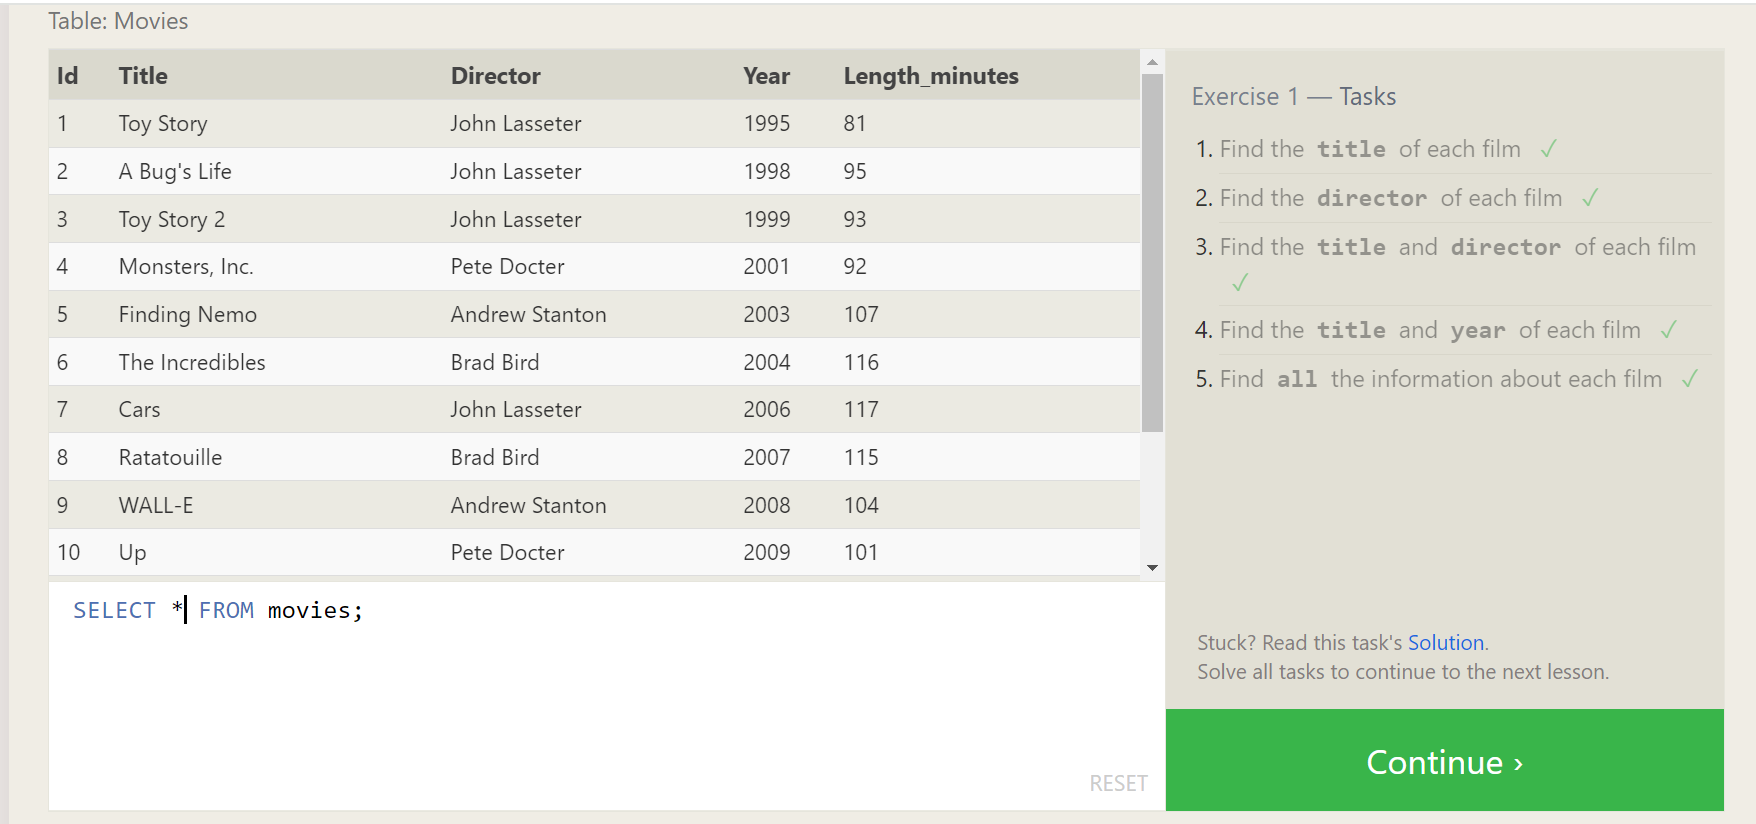 Table: Movies
Id Title Director Year Length_minutes
1 Toy Story John Lasseter 1995 81
2 A Bug's Life John Lasseter 1998 95
3 Toy Story 2 John Lasseter 1999 93
4 Monsters, Inc. Pete Docter 2001 92
5 Finding Nemo Andrew Stanton 2003 107
6 The Incredibles Brad Bird 2004 116
7 Cars John Lasseter 2006 117
8 Ratatouille Brad Bird 2007 115
9 WALL-E Andrew Stanton 2008 104
10 Up Pete Docter 2009 101
SELECT * FROM movies;
RESET
Exercise 1 — Tasks
1. Find the title of each film ✓
2. Find the director of each film ✓
3. Find the title and director of each film
✓
4. Find the title and year of each film ✓
5. Find all the information about each film ✓
Stuck? Read this task's Solution.
Solve all tasks to continue to the next lesson.
Continue ›